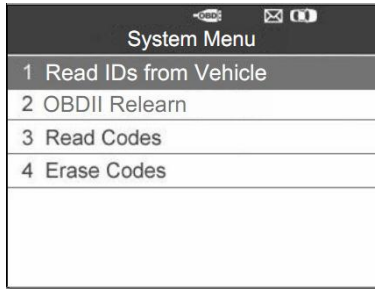 OBD
System Menu
1 Read IDs from Vehicle
2 OBDII Relearn
3 Read Codes
4 Erase Codes